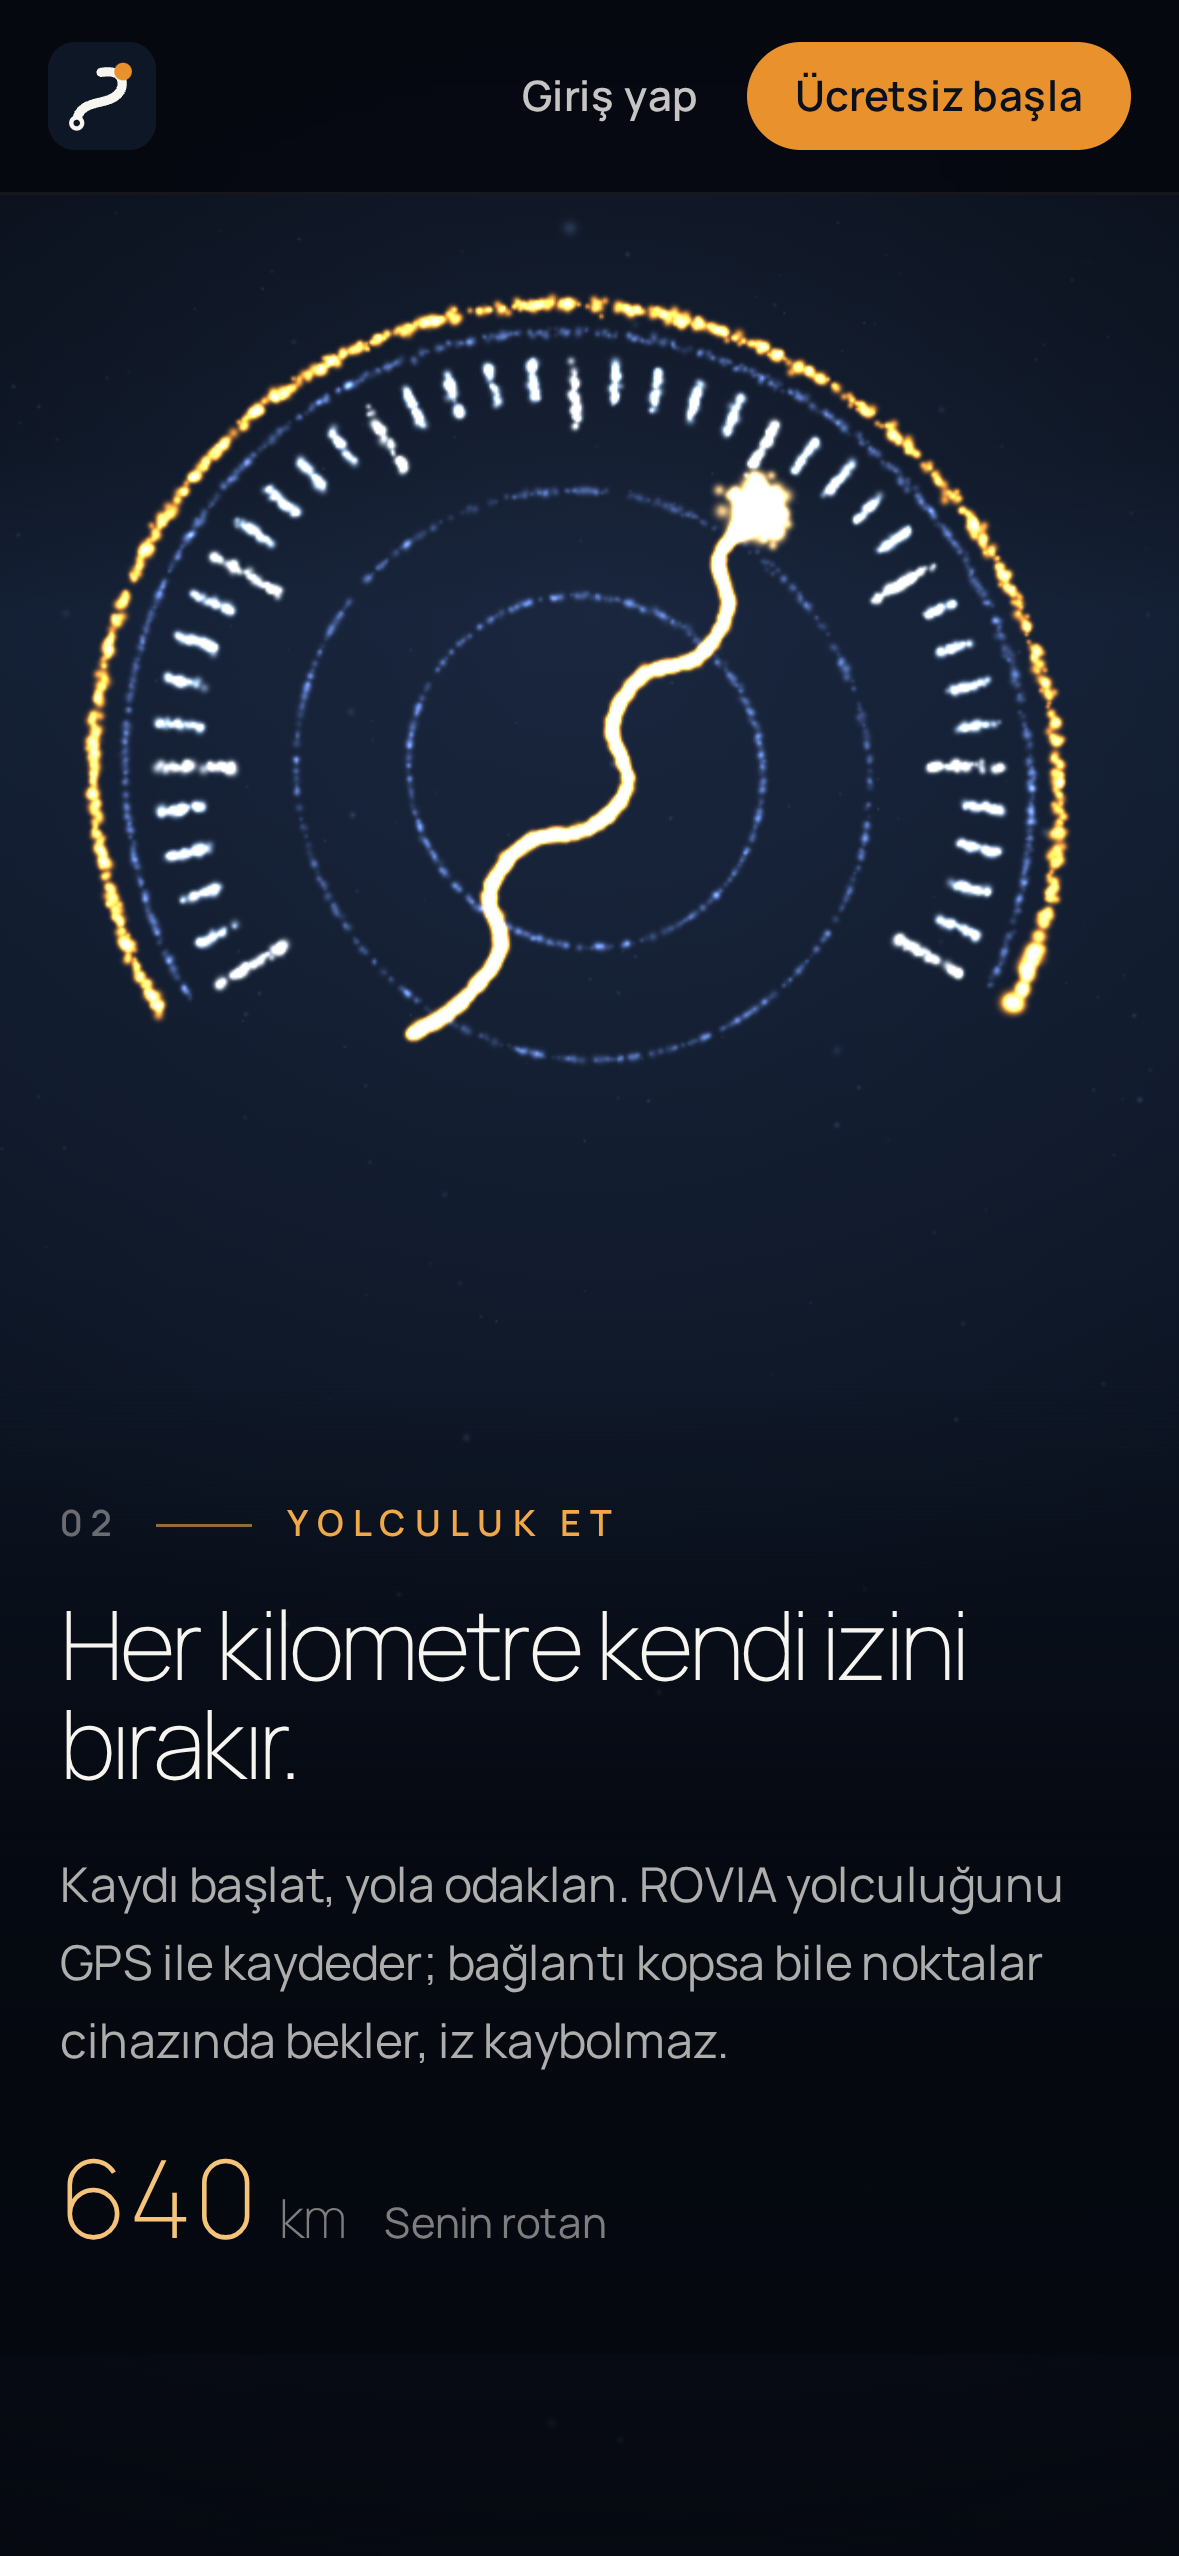 Giriş yap
Ücretsiz başla
02 YOLCULUK ET
Her kilometre kendi izini
bırakır.
Kaydı başlat, yola odaklan. ROVIA yolculuğunu
GPS ile kaydeder; bağlantı kopsa bile noktalar
cihazında bekler, iz kaybolmaz.
640 km Senin rotan